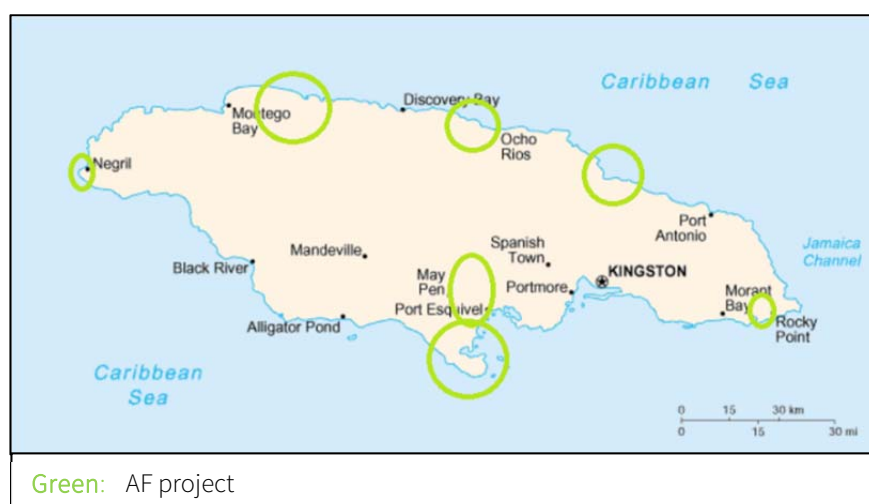 Caribbean Sea
Discovery Bay
Montego
Bay
Ocho
Rios
Negril
Port
Antonio
Jamaica
Channel
Spanish
Town
Mandeville
KINGSTON
Black River
May
Pen
Portmore
Morant
Bay
Port Esquivel
Rocky
Point
Alligator Pond
Caribbean
Sea
0 15 30 km
0 15 30 mi
Green: AF project